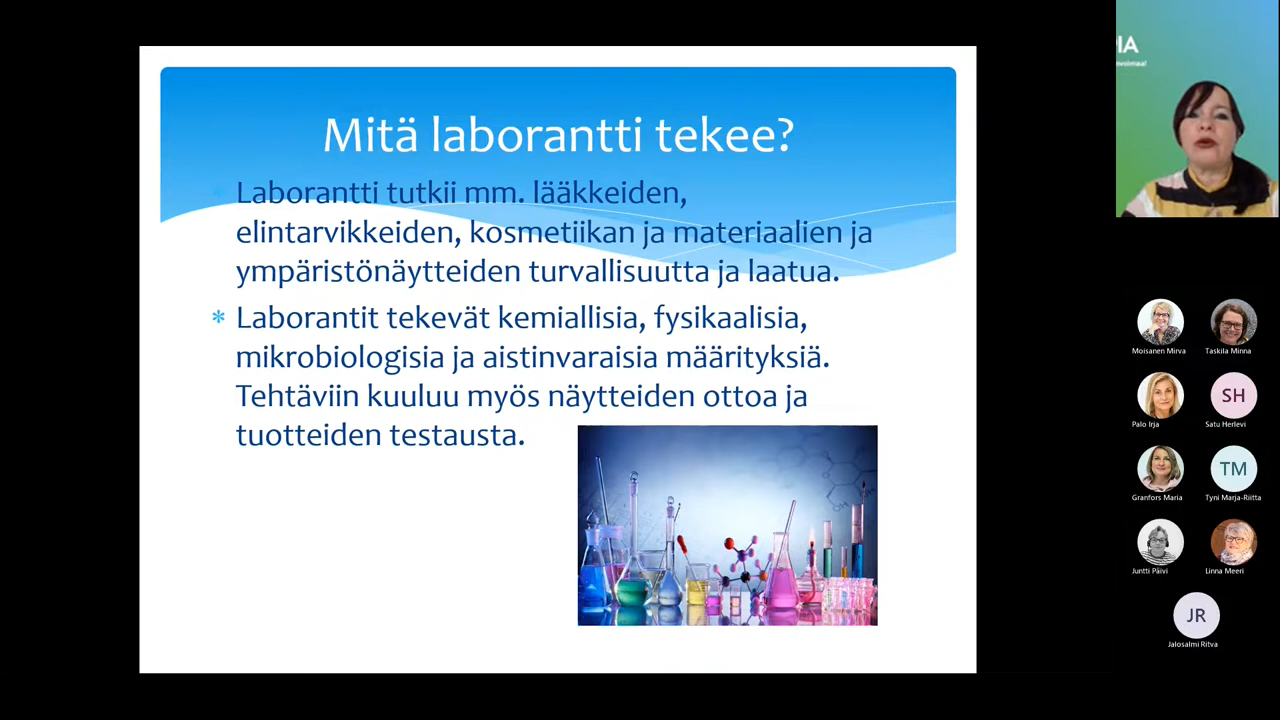 Mitä laborantti tekee?
Laborantti tutkii mm. lääkkeiden,
elintarvikkeiden, kosmetiikan ja materiaalien ja
ympäristönäytteiden turvallisuutta ja laatua.
* Laborantit tekevät kemiallisia, fysikaalisia,
mikrobiologisia ja aistinvaraisia määrityksiä.
Tehtäviin kuuluu myös näytteiden ottoa ja
tuotteiden testausta.
PIA
nvoimaa!
Moisanen Mirva
Taskila Minna
Palo Irja
SH
Satu Herlevi
Granfors Maria
TM
Tyni Marja-Riitta
Juntti Päivi
Linna Meeri
JR
Jalosalmi Ritva